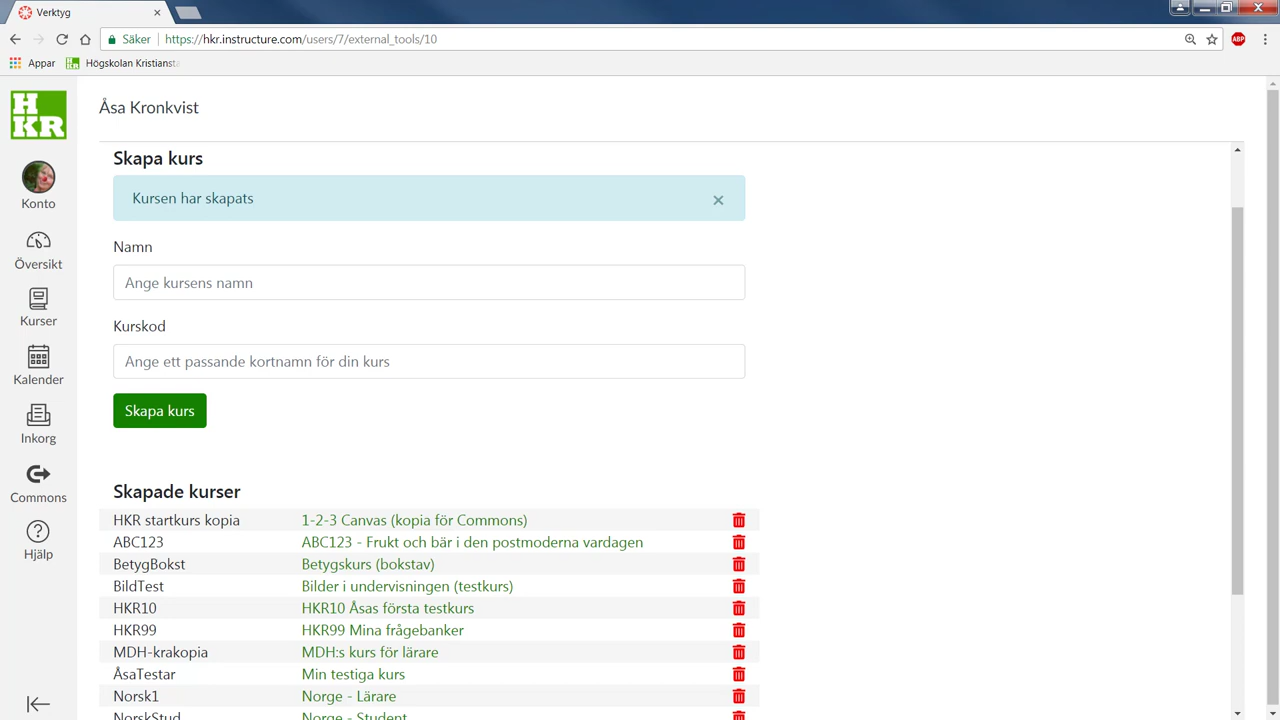 Verktyg
Säker
https://hkr.instructure.com/users/7/external_tools/10
ABP
Appar
Högskolan Kristiansta
H
KR
Åsa Kronkvist
Konto
Översikt
Kurser
Kalender
Inkorg
Commons
Hjälp
Skapa kurs
Kursen har skapats
Namn
Ange kursens namn
Kurskod
Ange ett passande kortnamn för din kurs
Skapa kurs
Skapade kurser
HKR startkurs kopia 1-2-3 Canvas (kopia för Commons)
ABC123 ABC123 - Frukt och bär i den postmoderna vardagen
BetygBokst Betygskurs (bokstav)
BildTest Bilder i undervisningen (testkurs)
HKR10 HKR10 Åsas första testkurs
HKR99 HKR99 Mina frågebanker
MDH-krakopia MDH:s kurs för lärare
ÅsaTestar Min testiga kurs
Norsk1 Norge - Lärare
NorskStud Norge - Student